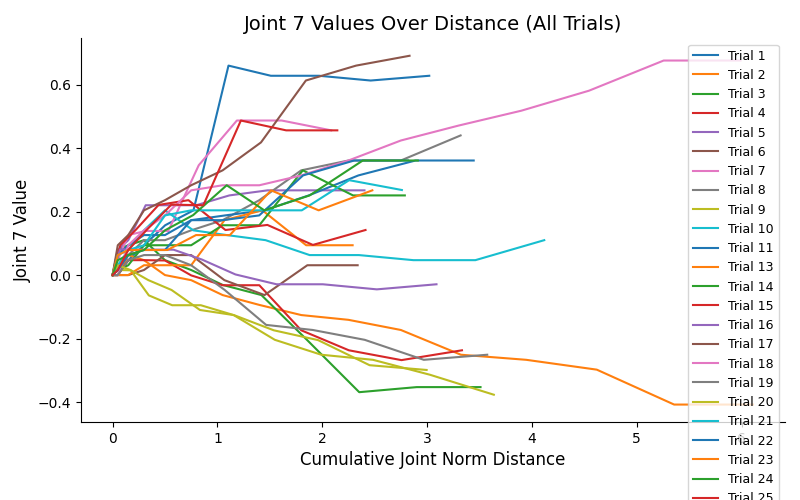 Joint 7 Values Over Distance (All Trials)
Joint 7 Value
0.6
0.4
0.2
0.0
−0.2
−0.4
0
1
2
3
4
5
Cumulative Joint Norm Distance
Trial 1
Trial 2
Trial 3
Trial 4
Trial 5
Trial 6
Trial 7
Trial 8
Trial 9
Trial 10
Trial 11
Trial 13
Trial 14
Trial 15
Trial 16
Trial 17
Trial 18
Trial 19
Trial 20
Trial 21
Trial 22
Trial 23
Trial 24
Trial 25